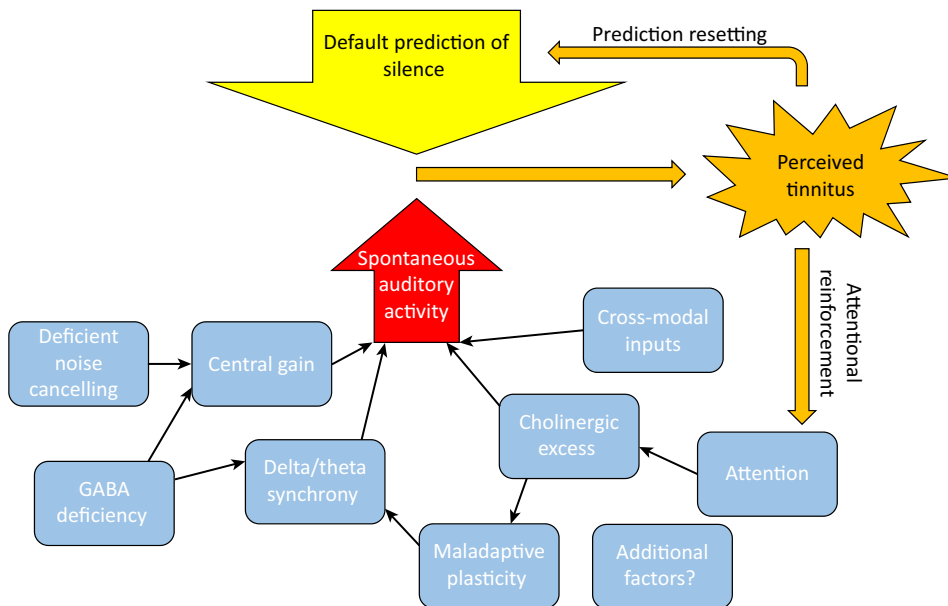 Default prediction of
silence
Prediction resetting
Perceived
tinnitus
Spontaneous
auditory
activity
Attentional
reinforcement
Cross-modal
inputs
Deficient
noise
cancelling
Central gain
Cholinergic
excess
Attention
GABA
deficiency
Delta/theta
synchrony
Maladaptive
plasticity
Additional
factors?